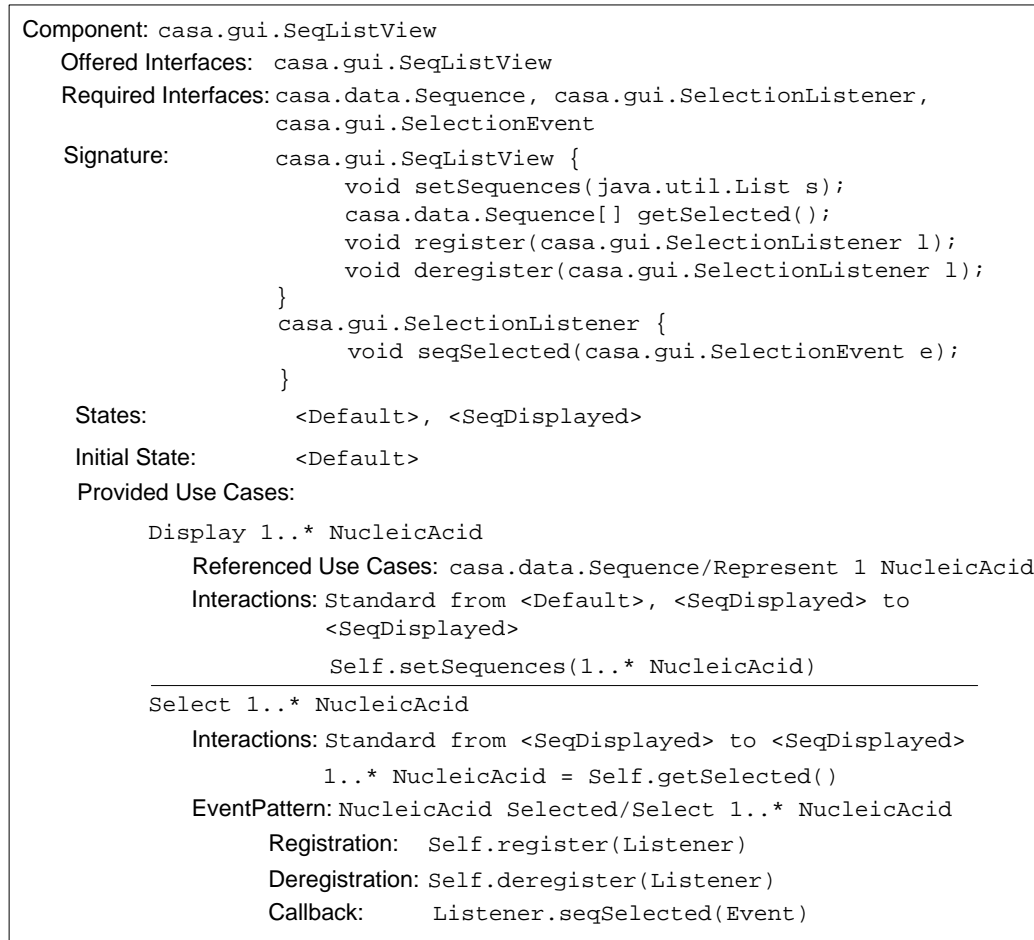 Component: casa.gui.SeqListView
Offered Interfaces: casa.gui.SeqListView
Required Interfaces: casa.data.Sequence, casa.gui.SelectionListener,
casa.gui.SelectionEvent
Signature: casa.gui.SeqListView {
void setSequences(java.util.List s);
casa.data.Sequence[] getSelected();
void register(casa.gui.SelectionListener l);
void deregister(casa.gui.SelectionListener l);
}
casa.gui.SelectionListener {
void seqSelected(casa.gui.SelectionEvent e);
}
States: <Default>, <SeqDisplayed>
Initial State: <Default>
Provided Use Cases:
Display 1..* NucleicAcid
Referenced Use Cases: casa.data.Sequence/Represent 1 NucleicAcid
Interactions: Standard from <Default>, <SeqDisplayed> to
<SeqDisplayed>
Self.setSequences(1..* NucleicAcid)
Select 1..* NucleicAcid
Interactions: Standard from <SeqDisplayed> to <SeqDisplayed>
1..* NucleicAcid = Self.getSelected()
EventPattern: NucleicAcid Selected/Select 1..* NucleicAcid
Registration: Self.register(Listener)
Deregistration: Self.deregister(Listener)
Callback: Listener.seqSelected(Event)